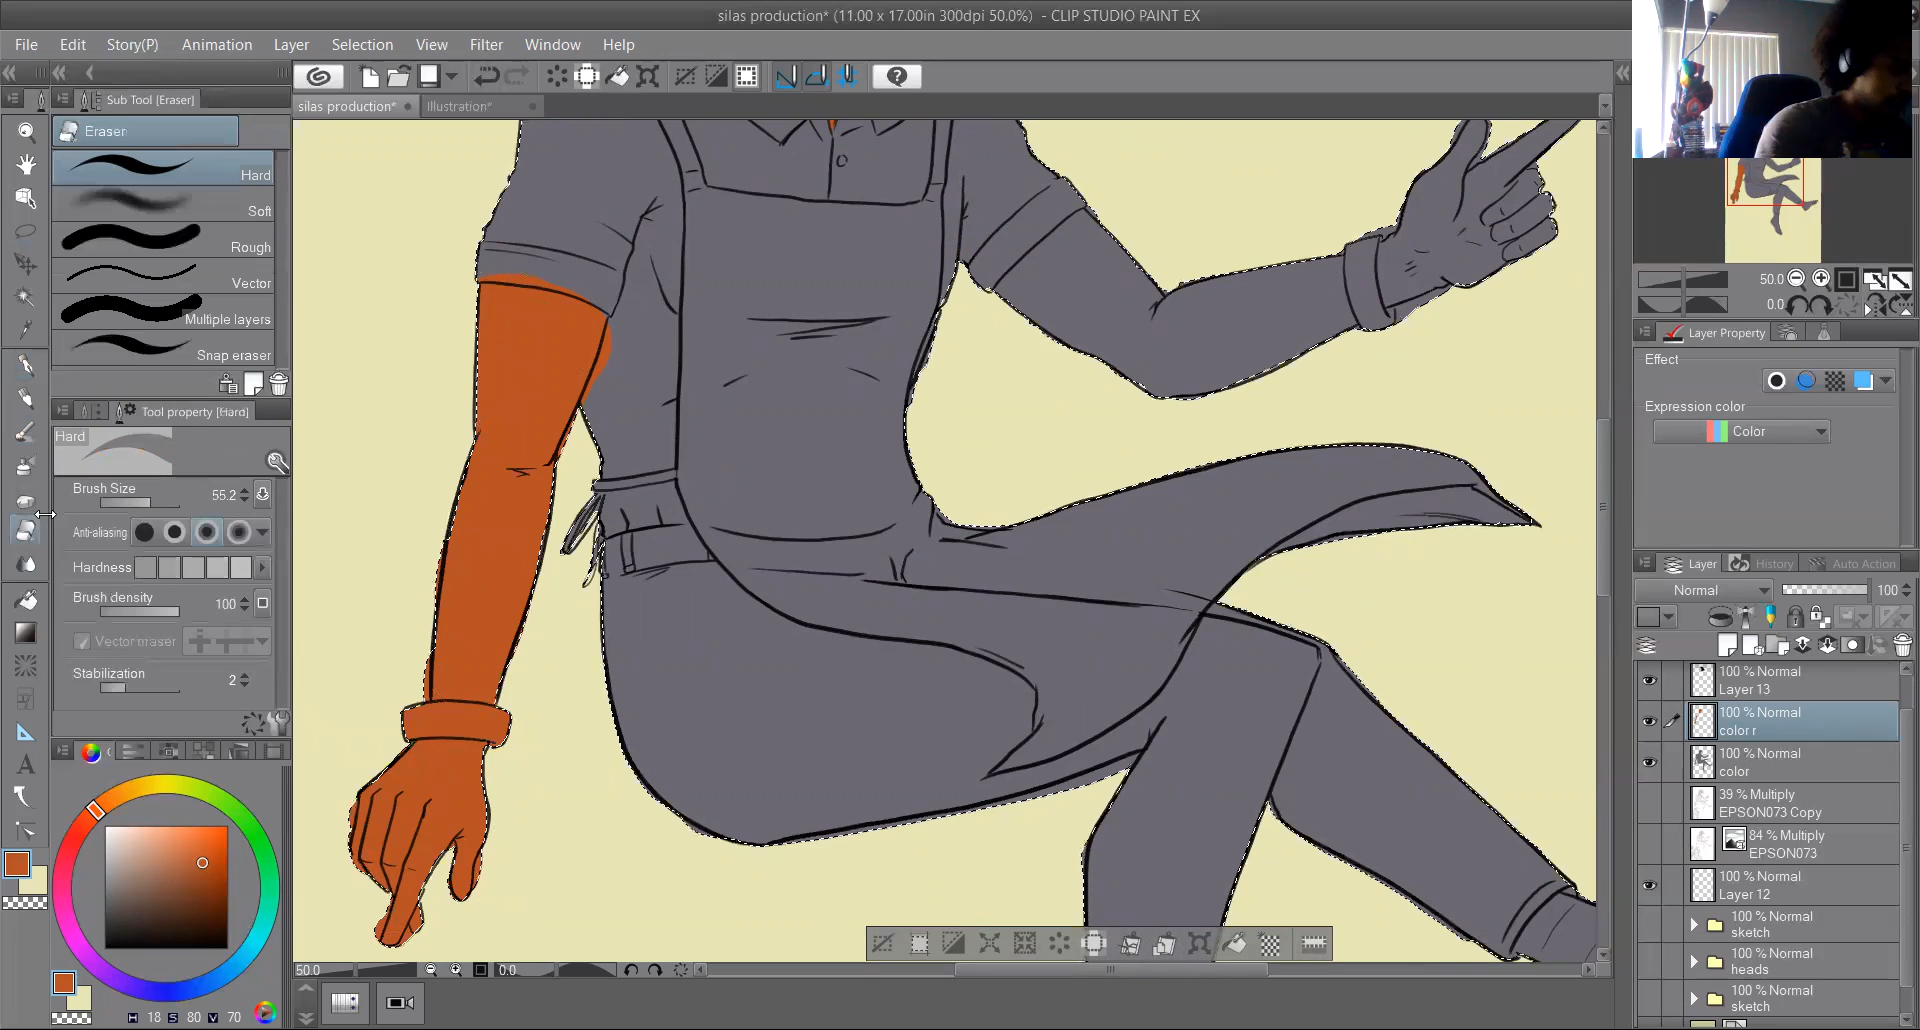 silas production* (11.00 x 17.00in 300dpi 50.0%) - CLIP STUDIO PAINT EX
File Edit Story(P) Animation Layer Selection View Filter Window Help
Sub Tool [Eraser]
silas production*
Illustration*
Eraser
Hard
Soft
Rough
Vector
Multiple layers
Snap eraser
Tool property [Hard]
Hard
Brush Size 55.2
Anti-aliasing
Hardness
Brush density 100
Vector eraser
Stabilization 2
H 18 S 80 V 70
50.0
0.0
50.0
0.0
Layer Property
Effect
Expression color
Color
Layer History Auto Action
Normal 100
100 % Normal
Layer 13
100 % Normal
color r
100 % Normal
color
39 % Multiply
EPSON073 Copy
84 % Multiply
EPSON073
100 % Normal
Layer 12
100 % Normal
sketch
100 % Normal
heads
100 % Normal
sketch